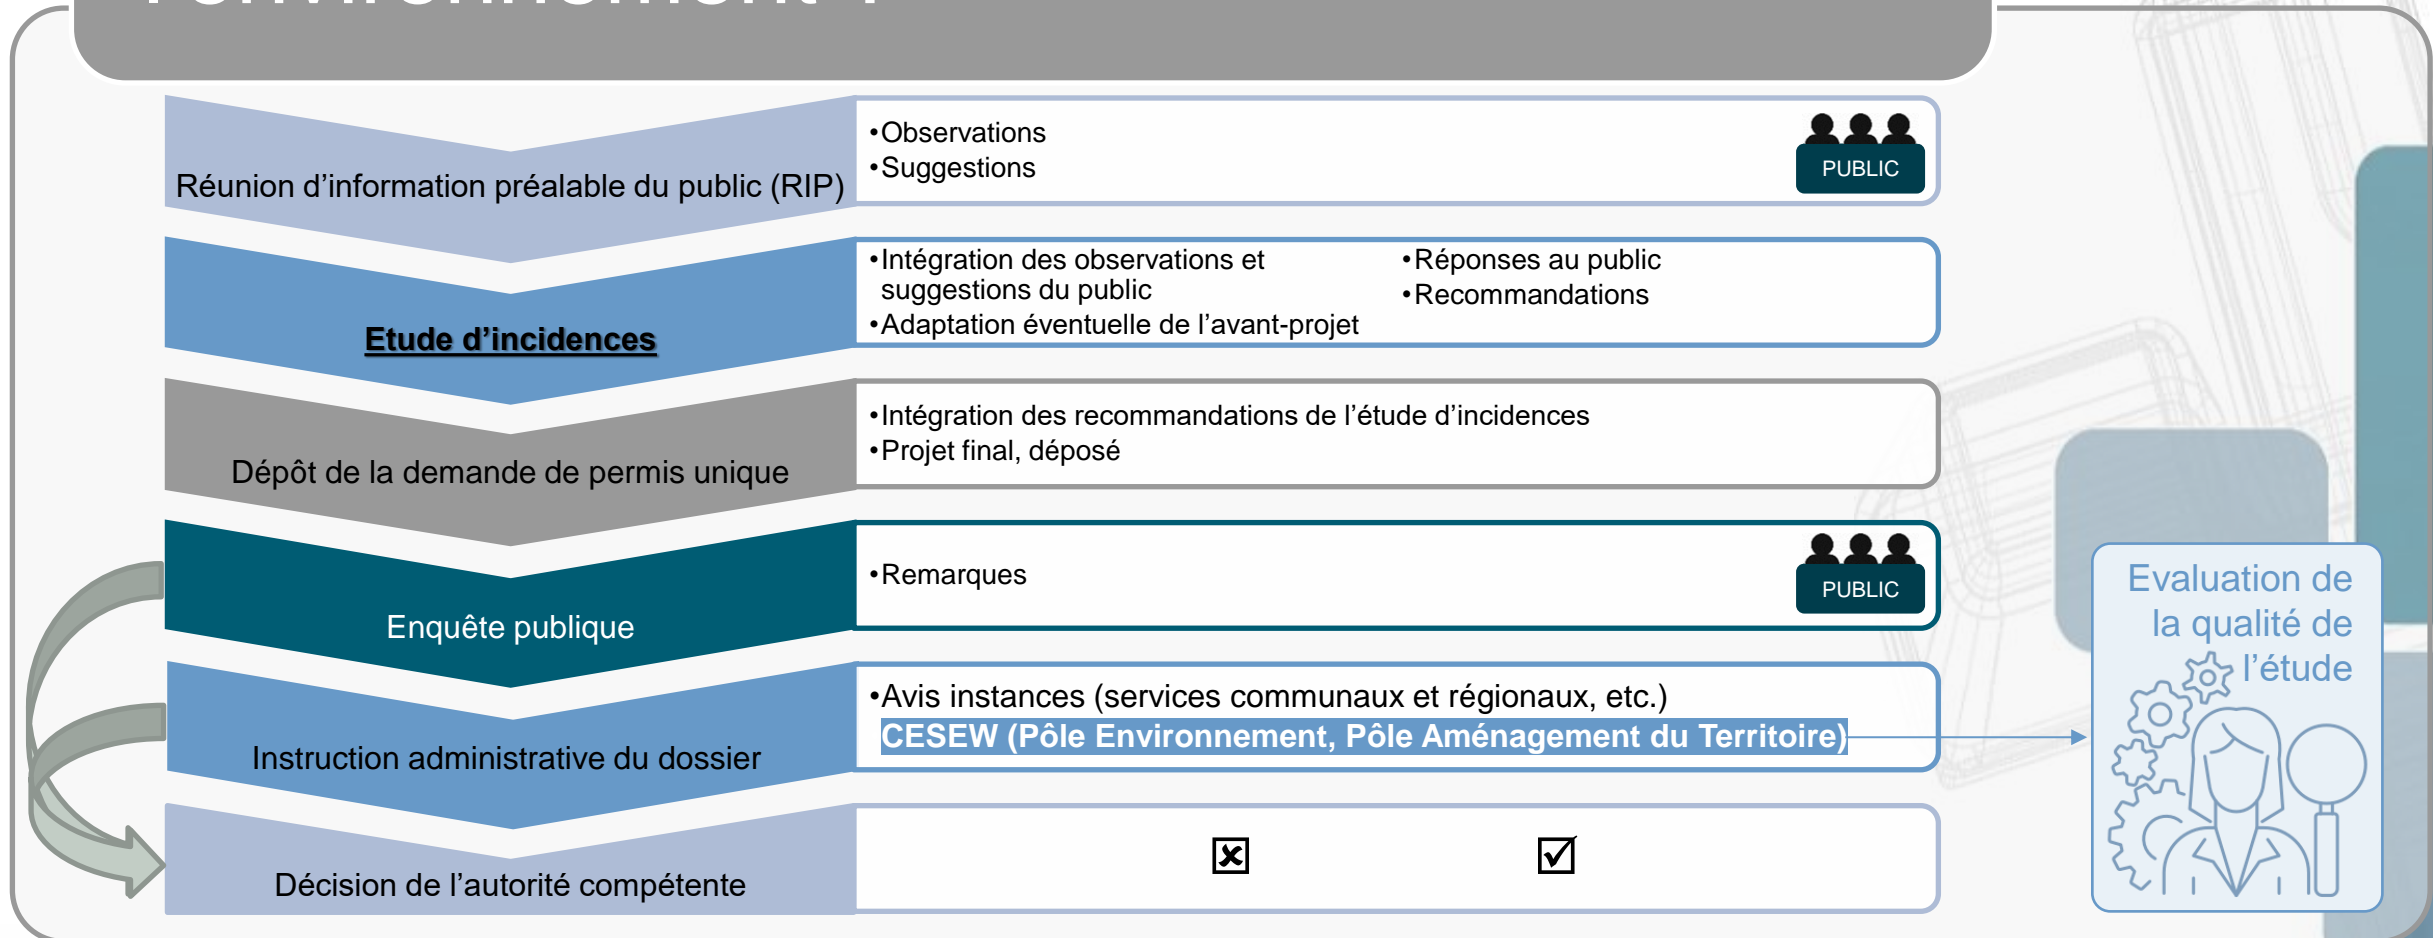 l'environnement ?
Réunion d’information préalable du public (RIP)
•Observations
•Suggestions
PUBLIC
Etude d’incidences
•Intégration des observations et
suggestions du public
•Adaptation éventuelle de l’avant-projet
•Réponses au public
•Recommandations
Dépôt de la demande de permis unique
•Intégration des recommandations de l’étude d’incidences
•Projet final, déposé
Enquête publique
•Remarques
PUBLIC
Instruction administrative du dossier
•Avis instances (services communaux et régionaux, etc.)
CESEW (Pôle Environnement, Pôle Aménagement du Territoire)
Evaluation de
la qualité de
l’étude
Décision de l’autorité compétente